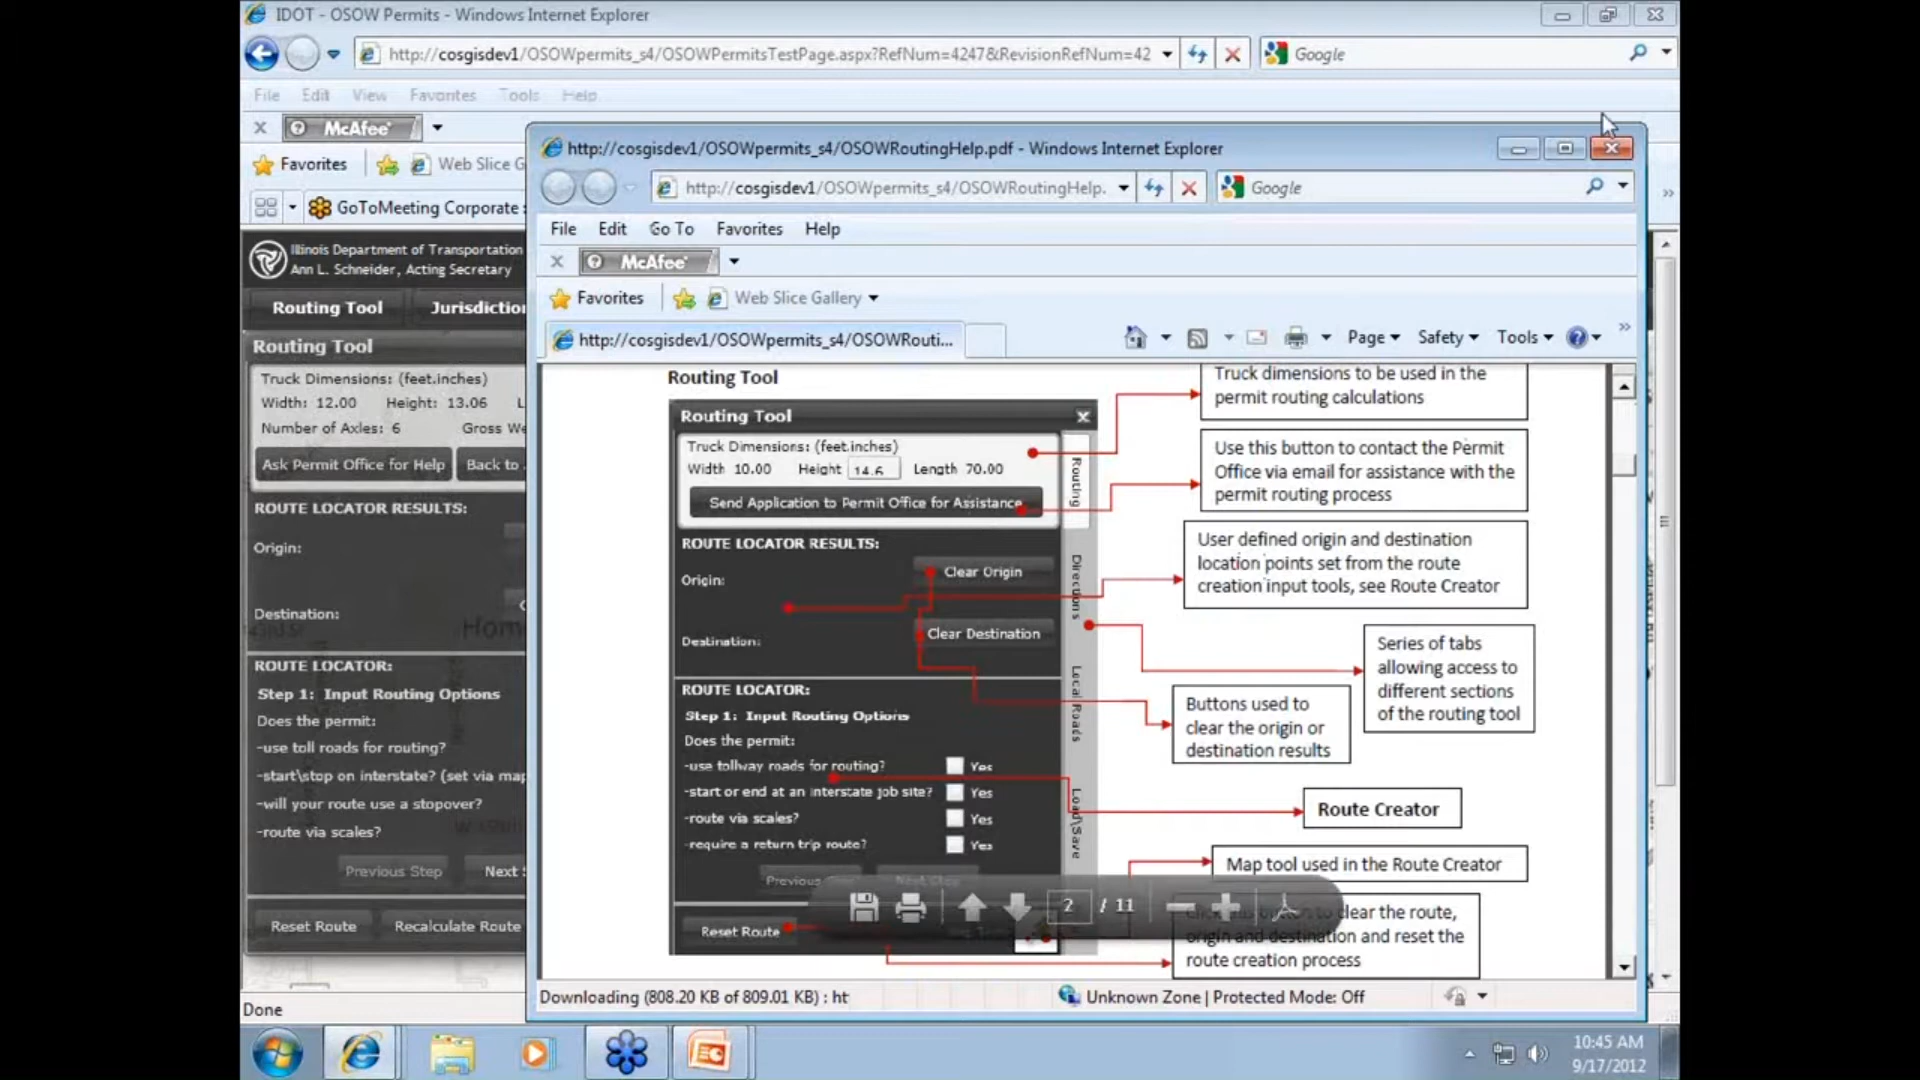 IDOT - OSOW Permits - Windows Internet Explorer
http://cosgisdev1/OSOWpermits_s4/OSOWPermitsTestPage.aspx?RefNum=4247&RevisionRefNum=42
Google
File Edit View Favorites Tools Help
McAfee
Favorites
Web Slice G
GoToMeeting Corporate :
Illinois Department of Transportation
Ann L. Schneider, Acting Secretary
Routing Tool
Jurisdiction
Routing Tool
Truck Dimensions: (feet.inches)
Width: 12.00 Height: 13.06 L
Number of Axles: 6 Gross We
Ask Permit Office for Help
Back to
ROUTE LOCATOR RESULTS:
Origin:
Destination:
Home
ROUTE LOCATOR:
Step 1: Input Routing Options
Does the permit:
-use toll roads for routing?
-start\stop on interstate? (set via map
-will your route use a stopover?
-route via scales?
Previous Step
Next
Reset Route
Recalculate Route
Done
http://cosgisdev1/OSOWpermits_s4/OSOWRoutingHelp.pdf - Windows Internet Explorer
http://cosgisdev1/OSOWpermits_s4/OSOWRoutingHelp.
Google
File Edit Go To Favorites Help
McAfee
Favorites
Web Slice Gallery
http://cosgisdev1/OSOWpermits_s4/OSOWRouti...
Page
Safety
Tools
Routing Tool
Routing Tool
Truck Dimensions: (feet.inches)
Width 10.00 Height 14.6 Length 70.00
Send Application to Permit Office for Assistance
ROUTE LOCATOR RESULTS:
Origin:
Clear Origin
Destination:
Clear Destination
ROUTE LOCATOR:
Step 1: Input Routing Options
Does the permit:
-use tollway roads for routing? Yes
-start or end at an interstate job site? Yes
-route via scales? Yes
-require a return trip route? Yes
Previous Step
Next Step
Reset Route
Routing
Directions
Local Roads
Load\Save
Truck dimensions to be used in the
permit routing calculations
Use this button to contact the Permit
Office via email for assistance with the
permit routing process
User defined origin and destination
location points set from the route
creation input tools, see Route Creator
Series of tabs
allowing access to
different sections
of the routing tool
Buttons used to
clear the origin or
destination results
Route Creator
Map tool used in the Route Creator
Click this button to clear the route,
origin and destination and reset the
route creation process
2 / 11
Downloading (808.20 KB of 809.01 KB) : ht
Unknown Zone | Protected Mode: Off
10:45 AM
9/17/2012